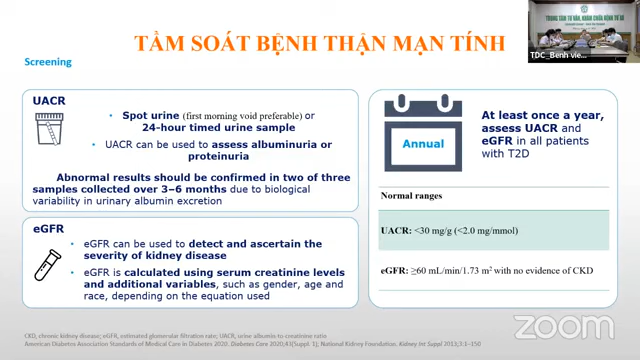 TẦM SOÁT BỆNH THẬN MẠN TÍNH
Screening
UACR
• Spot urine (first morning void preferable) or
24-hour timed urine sample
• UACR can be used to assess albuminuria or
proteinuria
Abnormal results should be confirmed in two of three
samples collected over 3–6 months due to biological
variability in urinary albumin excretion
eGFR
• eGFR can be used to detect and ascertain the
severity of kidney disease
• eGFR is calculated using serum creatinine levels
and additional variables, such as gender, age and
race, depending on the equation used
Annual
At least once a year,
assess UACR and
eGFR in all patients
with T2D
Normal ranges
UACR: <30 mg/g (<2.0 mg/mmol)
eGFR: ≥60 mL/min/1.73 m² with no evidence of CKD
CKD, chronic kidney disease; eGFR, estimated glomerular filtration rate; UACR, urine albumin-to-creatinine ratio
American Diabetes Association Standards of Medical Care in Diabetes 2020. Diabetes Care 2020;43(Suppl. 1); National Kidney Foundation. Kidney Int Suppl 2013;3:1–150
TRUNG TÂM TƯ VẤN, KHÁM CHỮA BỆNH TỪ XA
TDC_Benh vie...
zoom